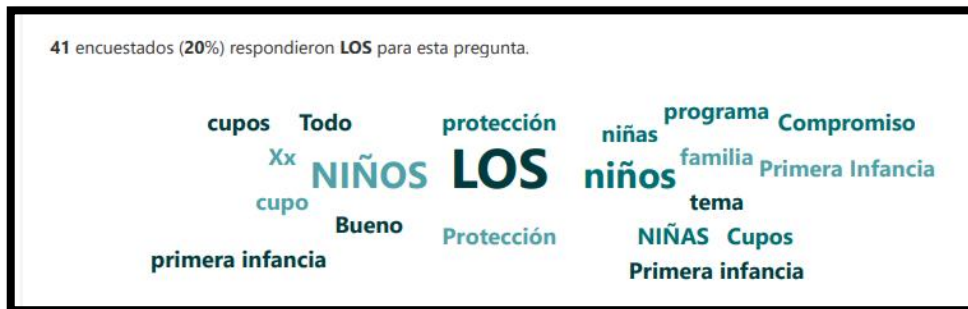 41 encuestados (20%) respondieron LOS para esta pregunta.
cupos Todo protección niñas programa Compromiso
Xx NIÑOS LOS niños familia Primera Infancia
cupo tema
Bueno Protección NIÑAS Cupos
primera infancia Primera infancia